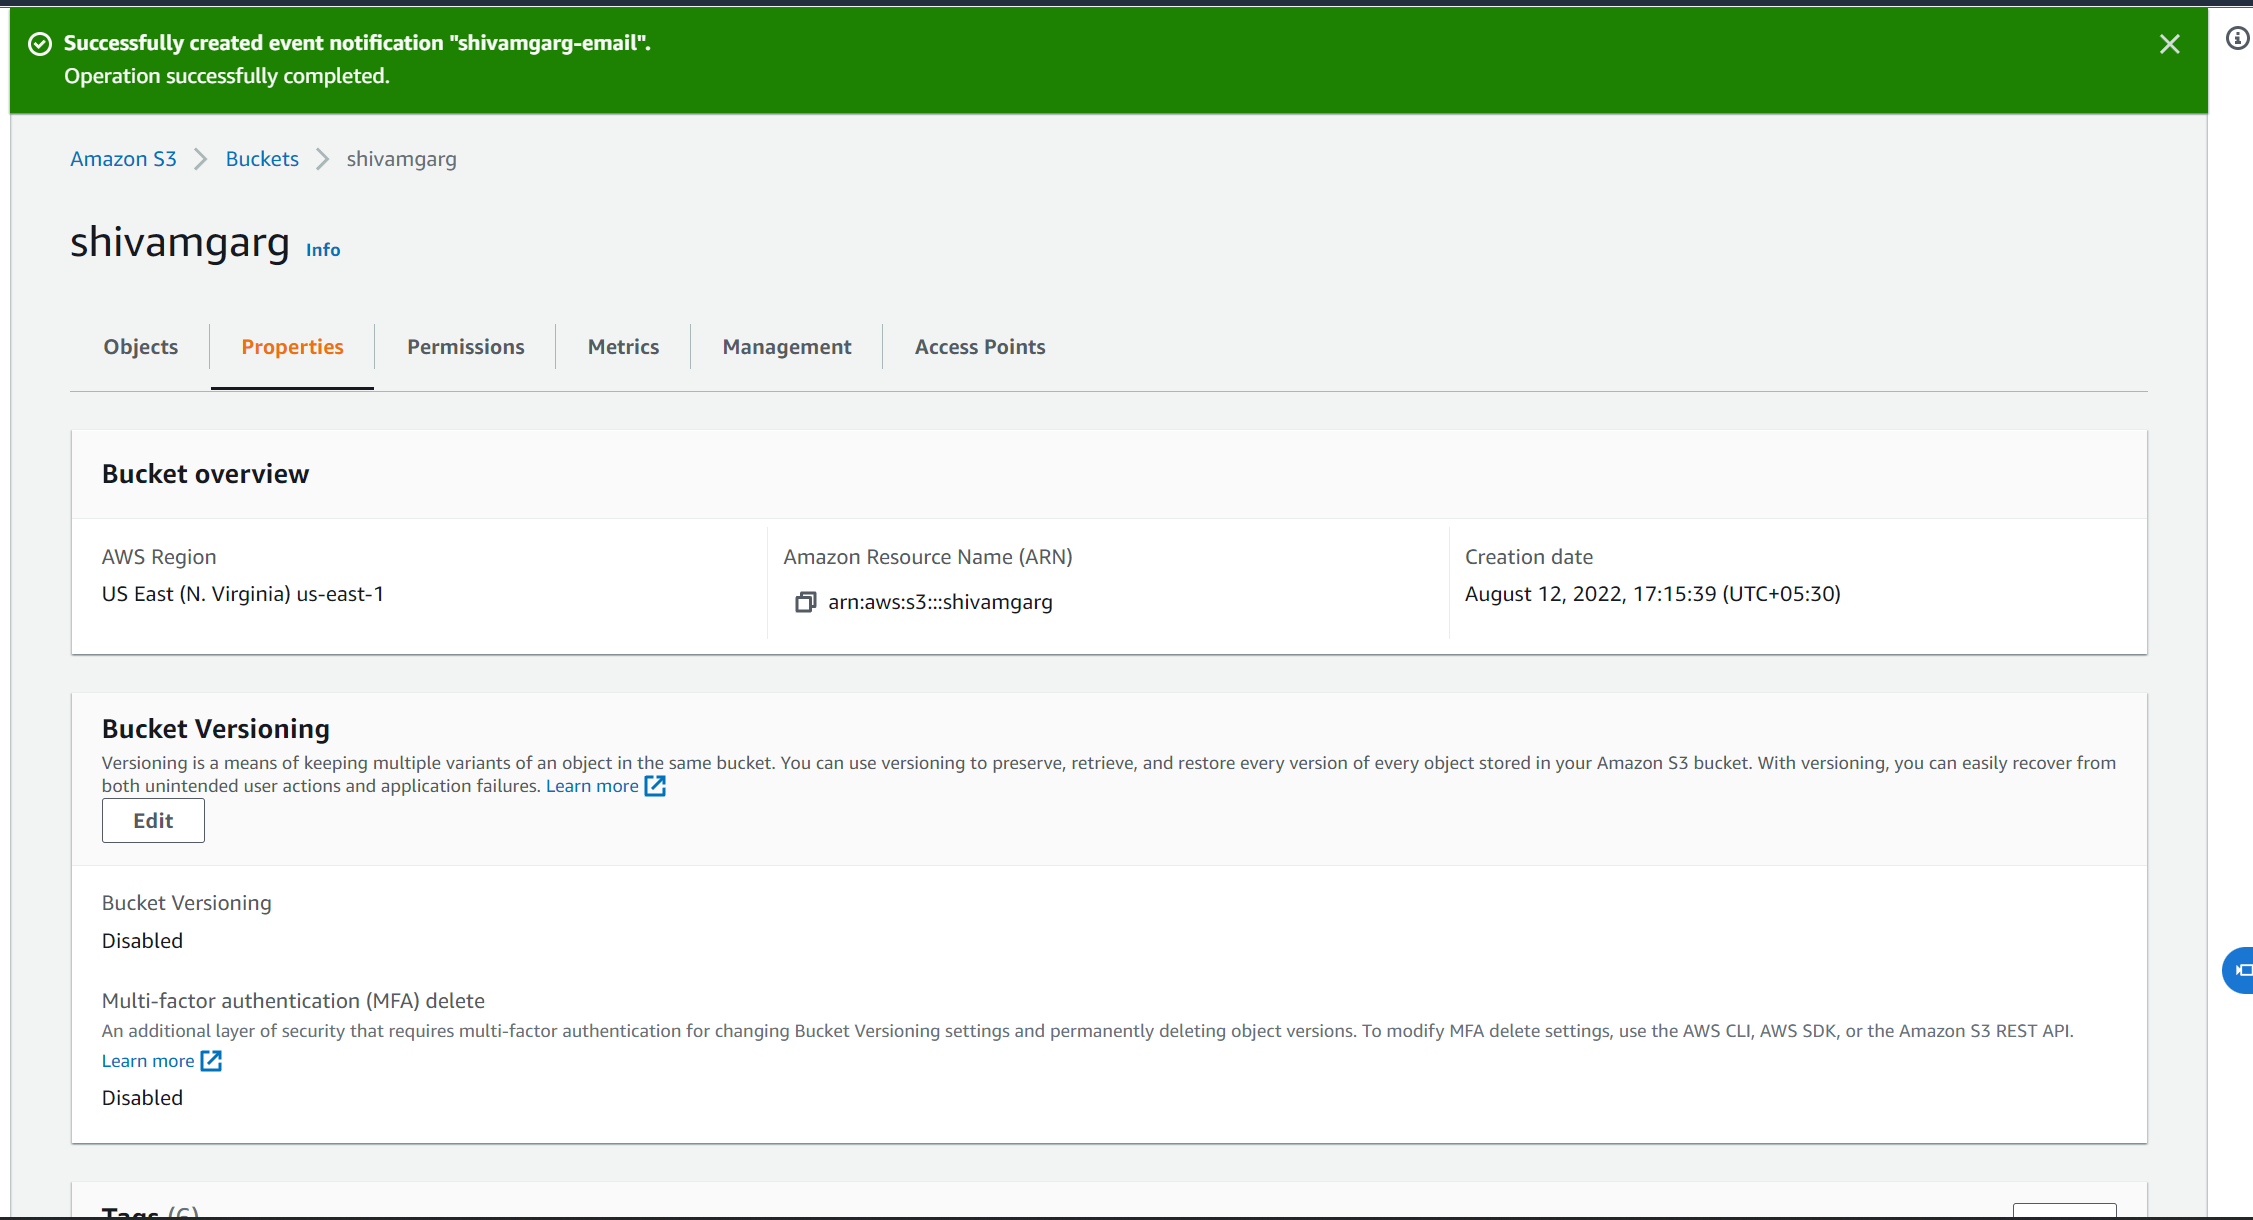 Successfully created event notification "shivamgarg-email".
Operation successfully completed.
Amazon S3 > Buckets > shivamgarg
shivamgarg Info
Objects Properties Permissions Metrics Management Access Points
Bucket overview
AWS Region
US East (N. Virginia) us-east-1
Amazon Resource Name (ARN)
arn:aws:s3:::shivamgarg
Creation date
August 12, 2022, 17:15:39 (UTC+05:30)
Bucket Versioning
Versioning is a means of keeping multiple variants of an object in the same bucket. You can use versioning to preserve, retrieve, and restore every version of every object stored in your Amazon S3 bucket. With versioning, you can easily recover from
both unintended user actions and application failures. Learn more
Edit
Bucket Versioning
Disabled
Multi-factor authentication (MFA) delete
An additional layer of security that requires multi-factor authentication for changing Bucket Versioning settings and permanently deleting object versions. To modify MFA delete settings, use the AWS CLI, AWS SDK, or the Amazon S3 REST API.
Learn more
Disabled
Tags (6)